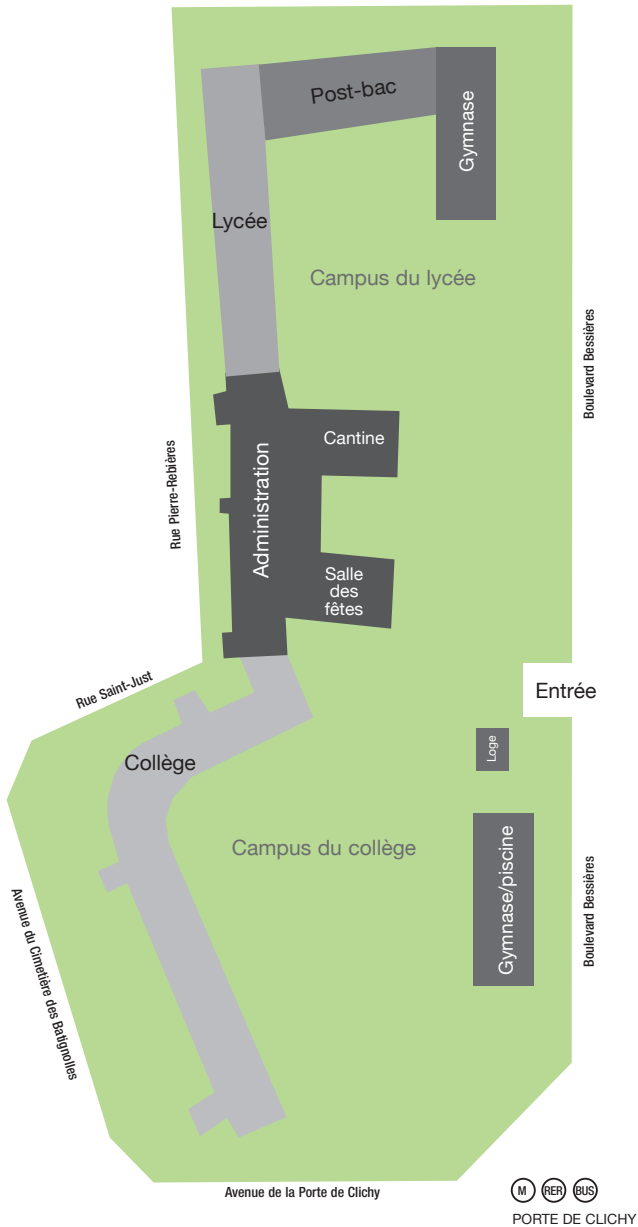 Post-bac
Gymnase
Lycée
Campus du lycée
Boulevard Bessières
Cantine
Rue Pierre-Rebières
Administration
Salle
des
fêtes
Rue Saint-Just
Entrée
Loge
Collège
Campus du collège
Gymnase/piscine
Boulevard Bessières
Avenue du Cimetière des Batignolles
Avenue de la Porte de Clichy
M RER BUS
PORTE DE CLICHY